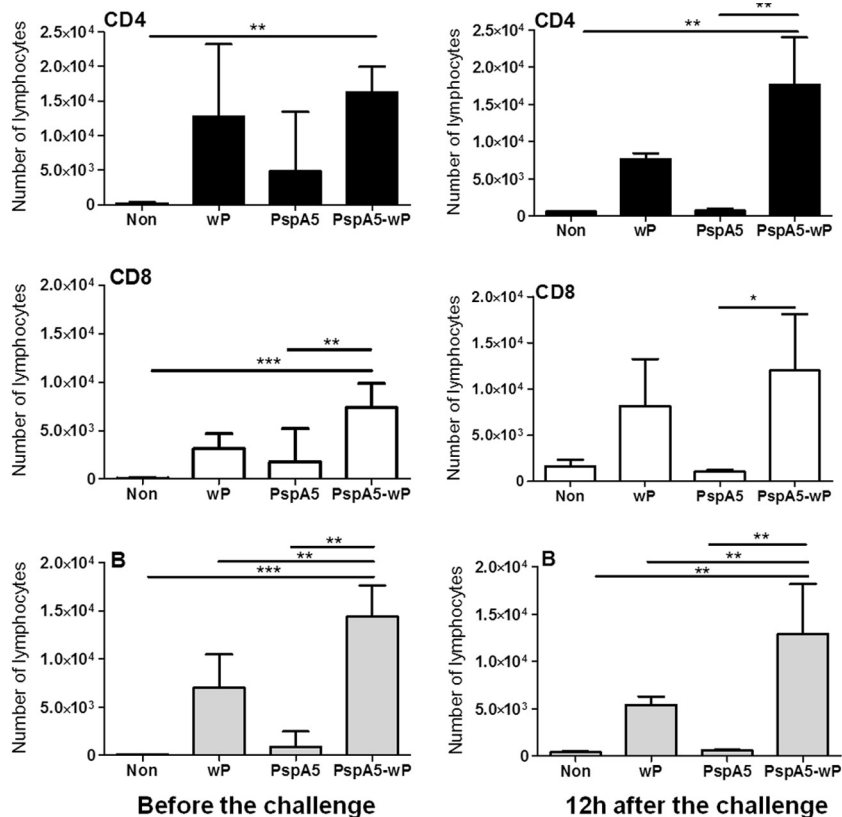 CD4
**
Number of lymphocytes
2.5×10⁴
2.0×10⁴
1.5×10⁴
1.0×10⁴
5.0×10³
0
Non wP PspA5 PspA5-wP
CD4
**
**
Number of lymphocytes
2.5×10⁴
2.0×10⁴
1.5×10⁴
1.0×10⁴
5.0×10³
0
Non wP PspA5 PspA5-wP
CD8
**
***
Number of lymphocytes
2.0×10⁴
1.5×10⁴
1.0×10⁴
5.0×10³
0
Non wP PspA5 PspA5-wP
CD8
*
Number of lymphocytes
2.0×10⁴
1.5×10⁴
1.0×10⁴
5.0×10³
0
Non wP PspA5 PspA5-wP
B
**
**
***
Number of lymphocytes
2.0×10⁴
1.5×10⁴
1.0×10⁴
5.0×10³
0
Non wP PspA5 PspA5-wP
Before the challenge
B
**
**
**
Number of lymphocytes
2.0×10⁴
1.5×10⁴
1.0×10⁴
5.0×10³
0
Non wP PspA5 PspA5-wP
12h after the challenge